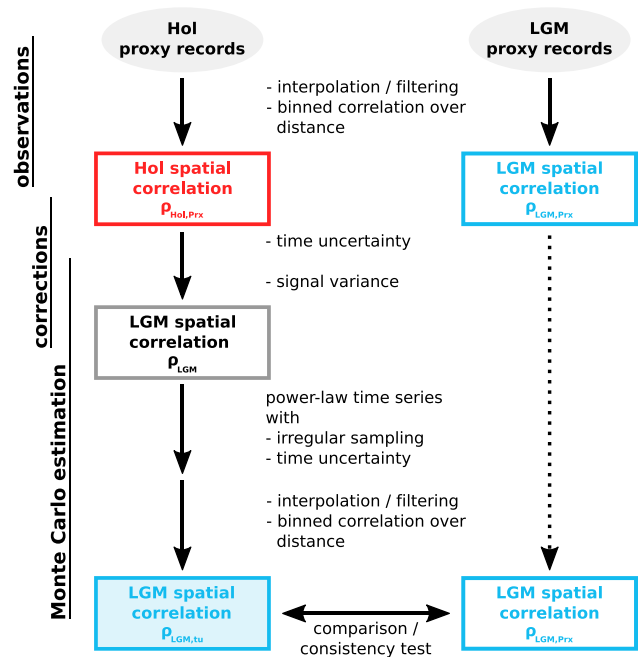 Hol
proxy records
LGM
proxy records
observations
- interpolation / filtering
- binned correlation over
distance
Hol spatial
correlation
ρHol,Prx
LGM spatial
correlation
ρLGM,Prx
corrections
- time uncertainty
- signal variance
LGM spatial
correlation
ρLGM
Monte Carlo estimation
power-law time series
with
- irregular sampling
- time uncertainty
- interpolation / filtering
- binned correlation over
distance
LGM spatial
correlation
ρLGM,tu
comparison /
consistency test
LGM spatial
correlation
ρLGM,Prx